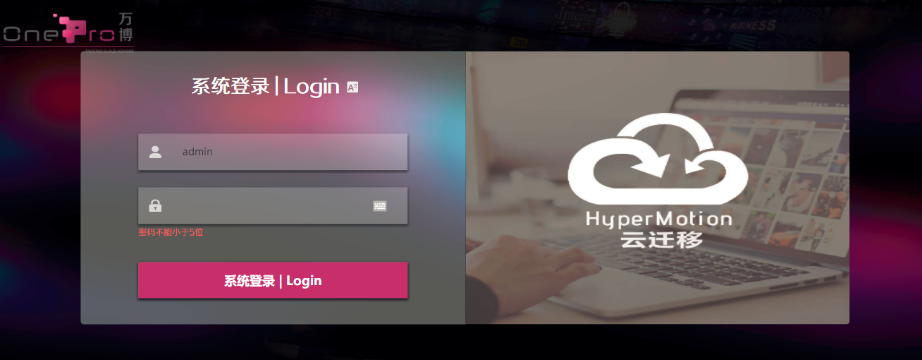 OnePro 万博
系统登录 | Login
admin
密码不能小于5位
系统登录 | Login
HyperMotion
云迁移